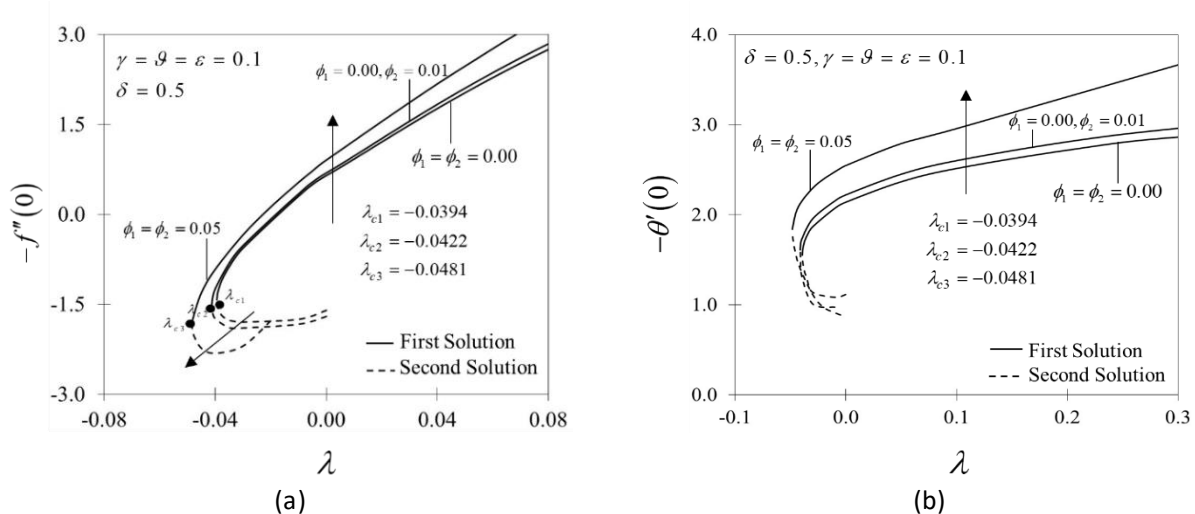 3.0
1.5
0.0
-1.5
-3.0
-0.08
-0.04
0.00
0.04
0.08
−f″(0)
λ
γ = ϑ = ε = 0.1
δ = 0.5
ϕ₁ = 0.00, ϕ₂ = 0.01
ϕ₁ = ϕ₂ = 0.00
ϕ₁ = ϕ₂ = 0.05
λc1 = −0.0394
λc2 = −0.0422
λc3 = −0.0481
λc1
λc2
λc3
First Solution
Second Solution
(a)
4.0
3.0
2.0
1.0
0.0
-0.1
0.0
0.1
0.2
0.3
−θ′(0)
λ
δ = 0.5, γ = ϑ = ε = 0.1
ϕ₁ = ϕ₂ = 0.05
ϕ₁ = 0.00, ϕ₂ = 0.01
ϕ₁ = ϕ₂ = 0.00
λc1 = −0.0394
λc2 = −0.0422
λc3 = −0.0481
First Solution
Second Solution
(b)